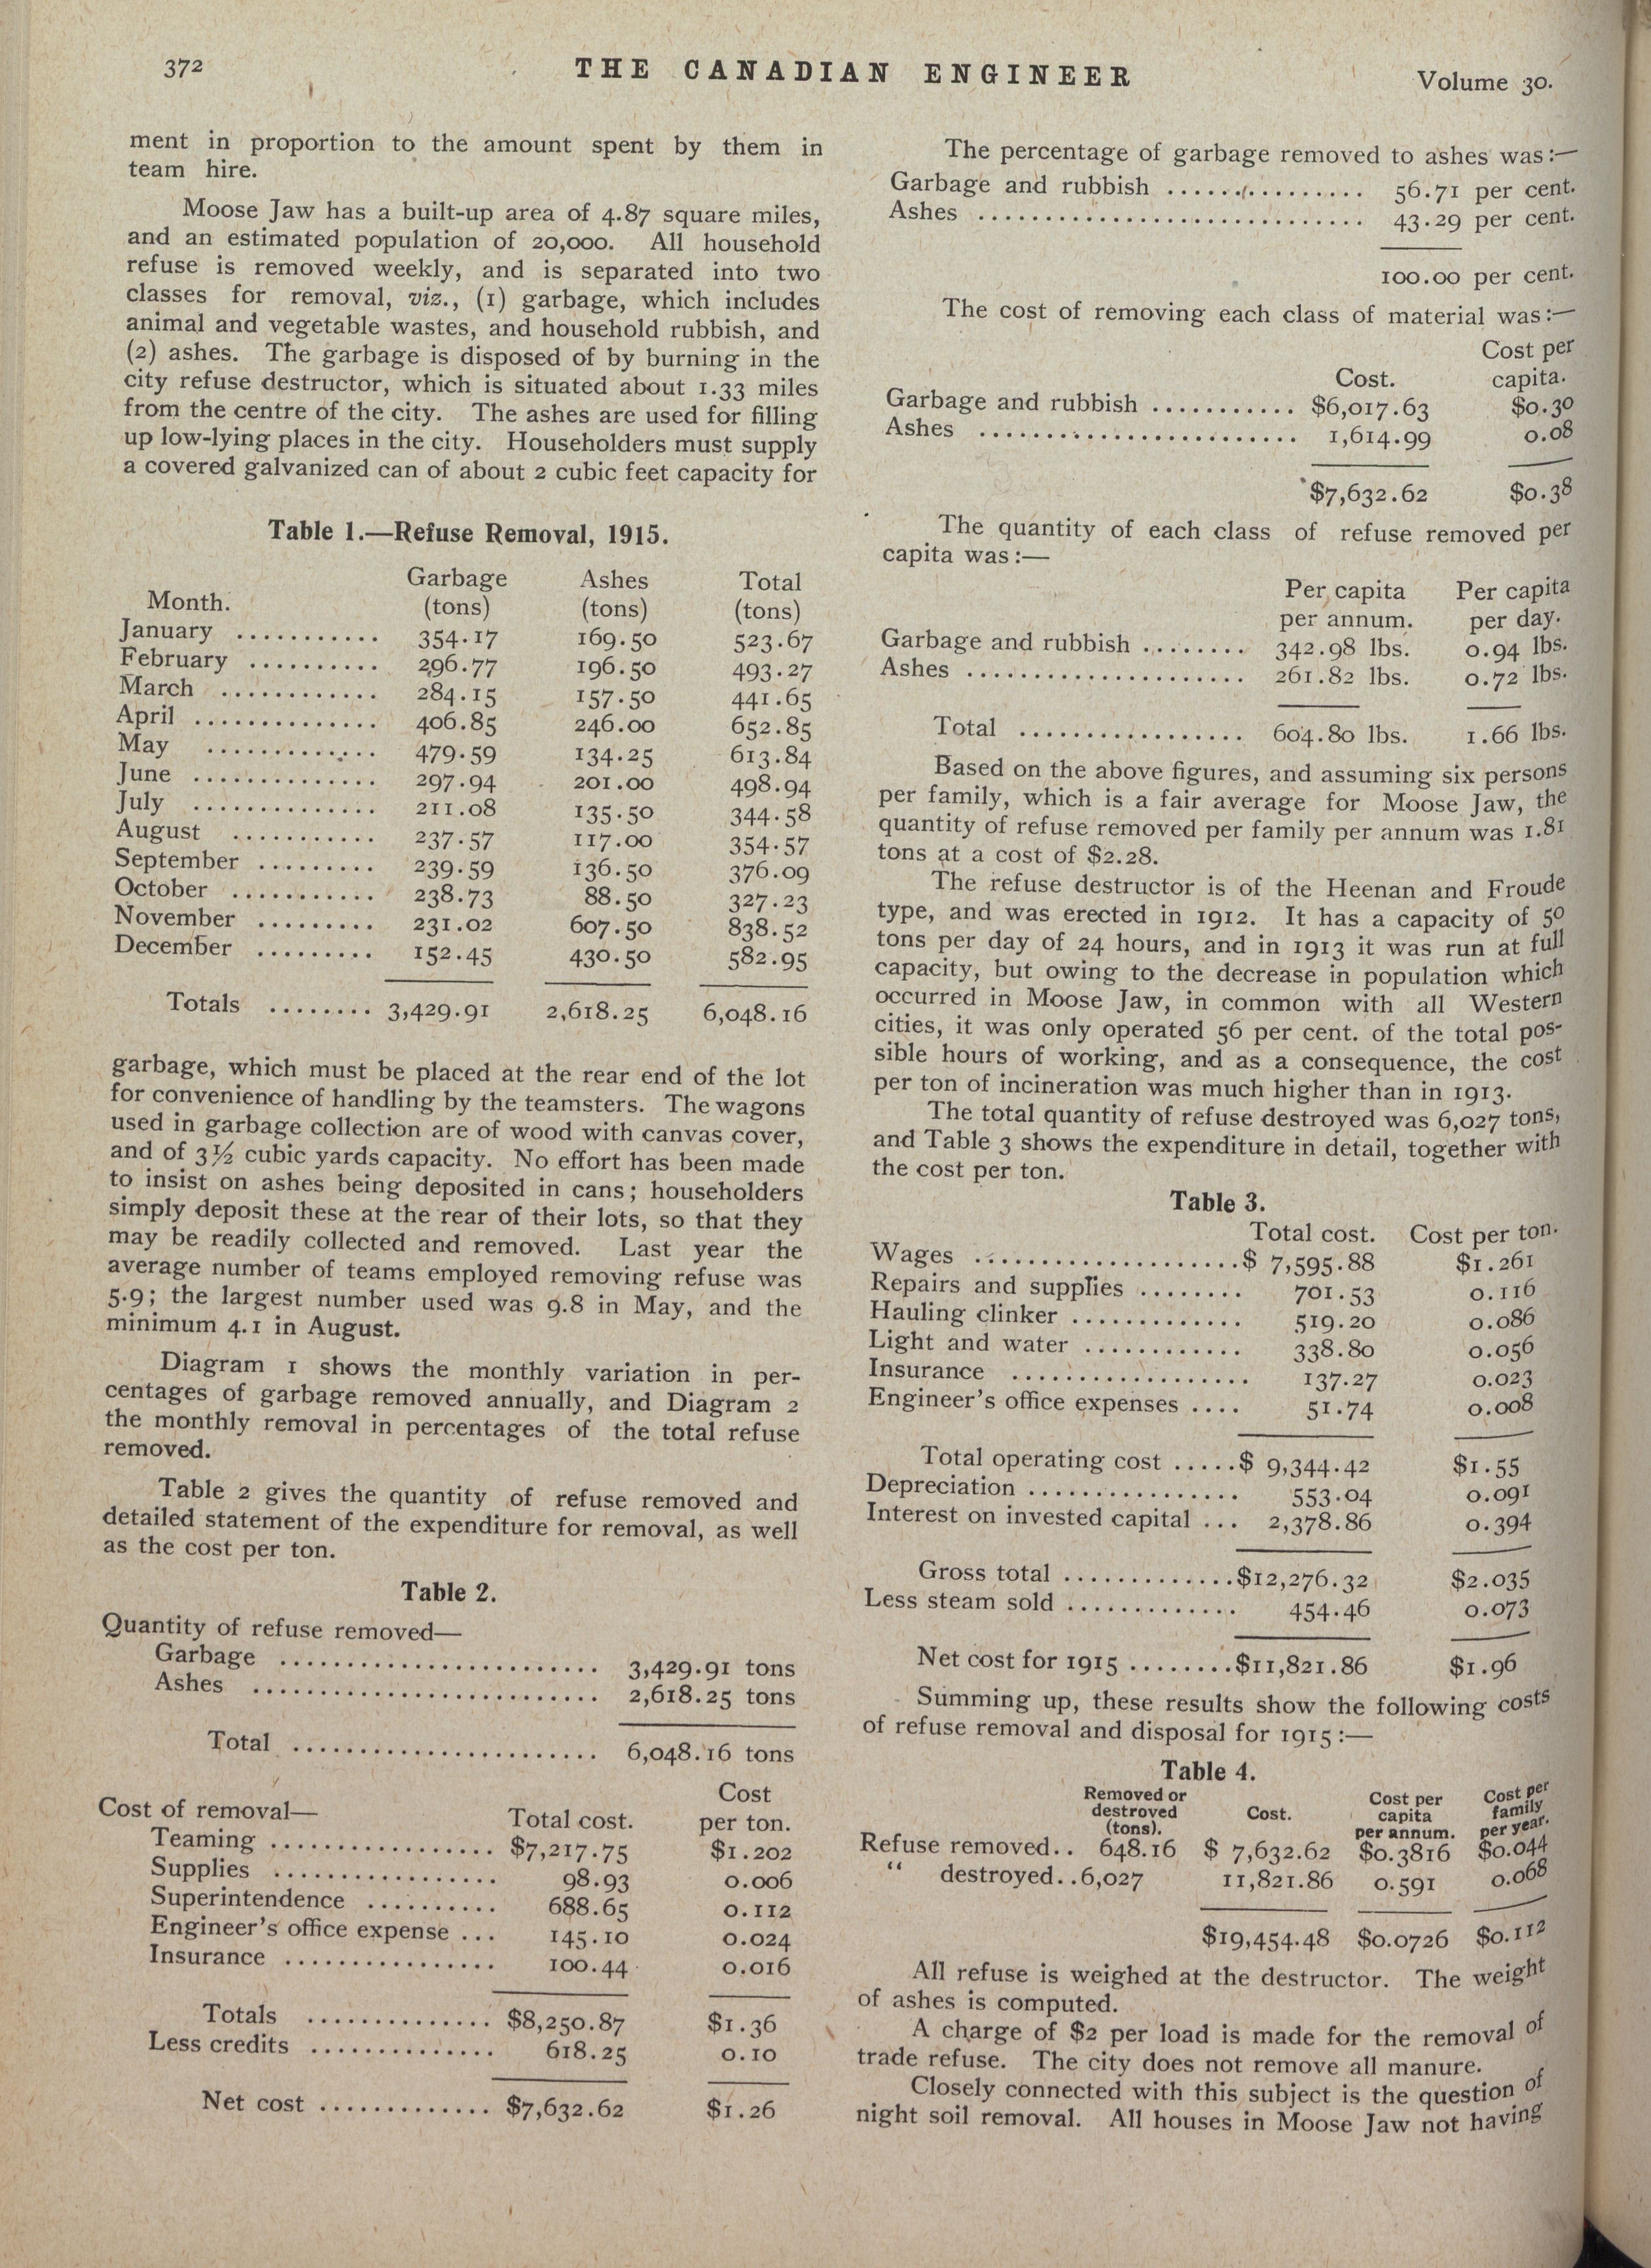 372
THE CANADIAN ENGINEER
Volume 30.
ment in proportion to the amount spent by them in
team hire.
Moose Jaw has a built-up area of 4.87 square miles,
and an estimated population of 20,000. All household
refuse is removed weekly, and is separated into two
classes for removal, viz., (1) garbage, which includes
animal and vegetable wastes, and household rubbish, and
(2) ashes. The garbage is disposed of by burning in the
city refuse destructor, which is situated about 1.33 miles
from the centre of the city. The ashes are used for filling
up low-lying places in the city. Householders must supply
a covered galvanized can of about 2 cubic feet capacity for
Table 1.—Refuse Removal, 1915.
Garbage Ashes Total
Month. (tons) (tons) (tons)
January ........... 354.17 169.50 523.67
February .......... 296.77 196.50 493.27
March ............ 284.15 157.50 441.65
April .............. 406.85 246.00 652.85
May ............. 479.59 134.25 613.84
June .............. 297.94 201.00 498.94
July .............. 211.08 135.50 344.58
August ........... 237.57 117.00 354.57
September ......... 239.59 136.50 376.09
October ........... 238.73 88.50 327.23
November ......... 231.02 607.50 838.52
December ......... 152.45 430.50 582.95
Totals ........ 3,429.91 2,618.25 6,048.16
garbage, which must be placed at the rear end of the lot
for convenience of handling by the teamsters. The wagons
used in garbage collection are of wood with canvas cover,
and of 3½ cubic yards capacity. No effort has been made
to insist on ashes being deposited in cans; householders
simply deposit these at the rear of their lots, so that they
may be readily collected and removed. Last year the
average number of teams employed removing refuse was
5.9; the largest number used was 9.8 in May, and the
minimum 4.1 in August.
Diagram 1 shows the monthly variation in per-
centages of garbage removed annually, and Diagram 2
the monthly removal in percentages of the total refuse
removed.
Table 2 gives the quantity of refuse removed and
detailed statement of the expenditure for removal, as well
as the cost per ton.
Table 2.
Quantity of refuse removed—
Garbage ........................ 3,429.91 tons
Ashes .......................... 2,618.25 tons
Total ....................... 6,048.16 tons
Cost
Cost of removal— Total cost. per ton.
Teaming ................. $7,217.75 $1.202
Supplies ................. 98.93 0.006
Superintendence .......... 688.65 0.112
Engineer's office expense ... 145.10 0.024
Insurance ................ 100.44 0.016
Totals .............. $8,250.87 $1.36
Less credits .............. 618.25 0.10
Net cost ............. $7,632.62 $1.26
The percentage of garbage removed to ashes was:—
Garbage and rubbish ............... 56.71 per cent.
Ashes ............................. 43.29 per cent.
100.00 per cent.
The cost of removing each class of material was:—
Cost per
Cost. capita.
Garbage and rubbish ........... $6,017.63 $0.30
Ashes ........................ 1,614.99 0.08
$7,632.62 $0.38
The quantity of each class of refuse removed per
capita was:—
Per capita Per capita
per annum. per day.
Garbage and rubbish ........ 342.98 lbs. 0.94 lbs.
Ashes ..................... 261.82 lbs. 0.72 lbs.
Total ................. 604.80 lbs. 1.66 lbs.
Based on the above figures, and assuming six persons
per family, which is a fair average for Moose Jaw, the
quantity of refuse removed per family per annum was 1.81
tons at a cost of $2.28.
The refuse destructor is of the Heenan and Froude
type, and was erected in 1912. It has a capacity of 50
tons per day of 24 hours, and in 1913 it was run at full
capacity, but owing to the decrease in population which
occurred in Moose Jaw, in common with all Western
cities, it was only operated 56 per cent. of the total pos-
sible hours of working, and as a consequence, the cost
per ton of incineration was much higher than in 1913.
The total quantity of refuse destroyed was 6,027 tons,
and Table 3 shows the expenditure in detail, together with
the cost per ton.
Table 3.
Total cost. Cost per ton.
Wages ....................$ 7,595.88 $1.261
Repairs and supplies ........ 701.53 0.116
Hauling clinker ............. 519.20 0.086
Light and water ............ 338.80 0.056
Insurance .................. 137.27 0.023
Engineer's office expenses .... 51.74 0.008
Total operating cost .....$ 9,344.42 $1.55
Depreciation ................ 553.04 0.091
Interest on invested capital ... 2,378.86 0.394
Gross total .............$12,276.32 $2.035
Less steam sold ............. 454.46 0.073
Net cost for 1915 ........$11,821.86 $1.96
Summing up, these results show the following costs
of refuse removal and disposal for 1915:—
Table 4.
Removed or destroyed (tons). Cost. Cost per capita per annum. Cost per family per year.
Refuse removed.. 648.16 $ 7,632.62 $0.3816 $0.044
“ destroyed..6,027 11,821.86 0.591 0.068
$19,454.48 $0.0726 $0.112
All refuse is weighed at the destructor. The weight
of ashes is computed.
A charge of $2 per load is made for the removal of
trade refuse. The city does not remove all manure.
Closely connected with this subject is the question of
night soil removal. All houses in Moose Jaw not having